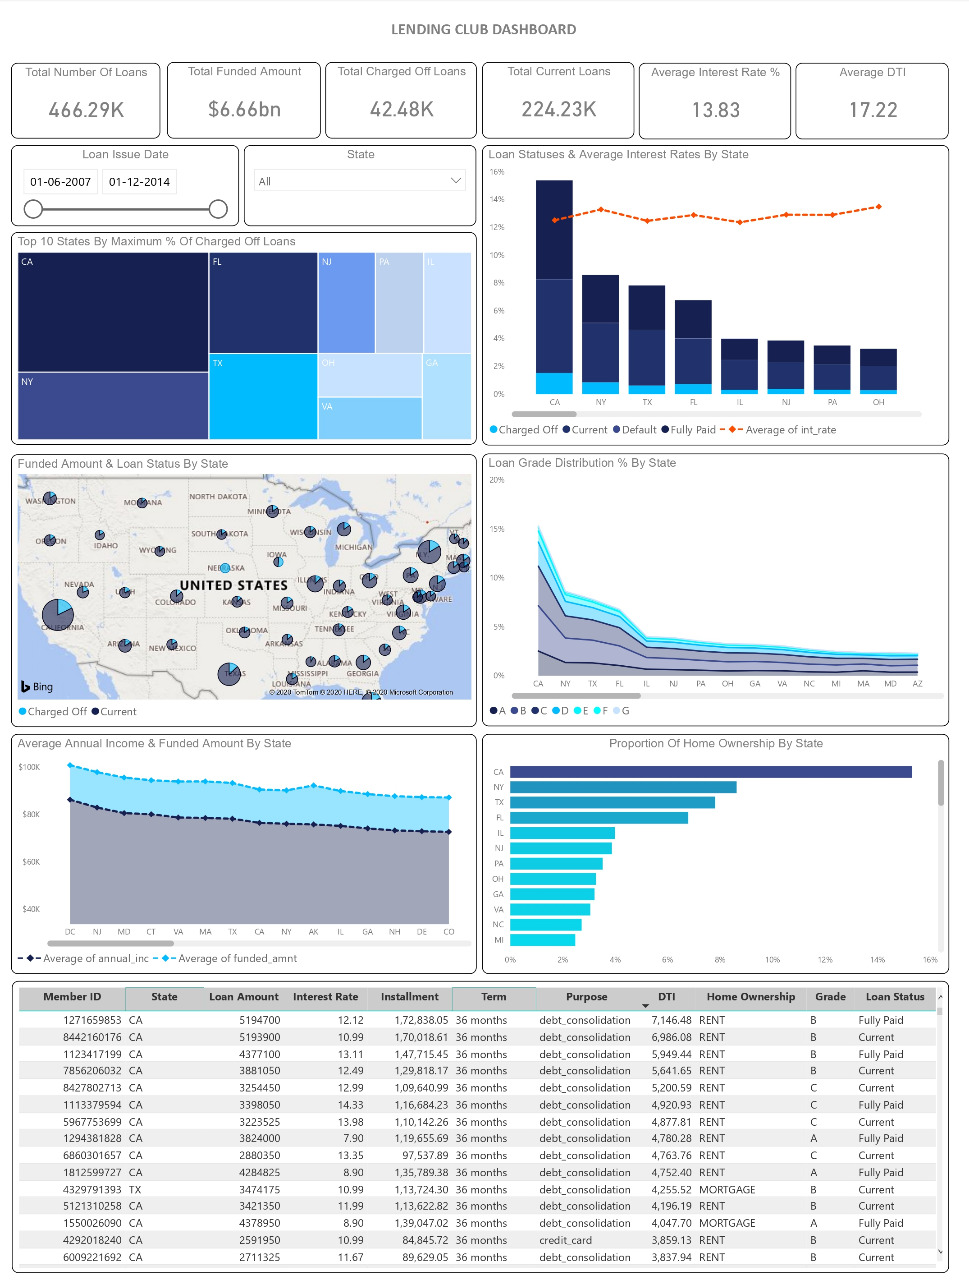 LENDING CLUB DASHBOARD
Total Number Of Loans
466.29K
Total Funded Amount
$6.66bn
Total Charged Off Loans
42.48K
Total Current Loans
224.23K
Average Interest Rate %
13.83
Average DTI
17.22
Loan Issue Date
01-06-2007 01-12-2014
State
All
Top 10 States By Maximum % Of Charged Off Loans
CA
FL
NJ
PA
IL
NY
TX
OH
GA
VA
Loan Statuses & Average Interest Rates By State
16%
14%
12%
10%
8%
6%
4%
2%
0%
CA NY TX FL IL NJ PA OH
Charged Off Current Default Fully Paid Average of int_rate
Funded Amount & Loan Status By State
NORTH DAKOTA
MICHIGAN
IDAHO
IOWA
UNITED STATES
NEVADA
INDIANA
COLORADO
MISSOURI
WEST
CALIFORNIA
OKLAHOMA
TENNESSEE
NEW MEXICO
ARKANSAS
ALABAMA
GEORGIA
Bing
© 2020 TomTom © 2020 HERE, © 2020 Microsoft Corporation
Charged Off Current
Loan Grade Distribution % By State
20%
15%
10%
5%
0%
CA NY TX FL IL NJ PA OH GA VA NC MI MA MD AZ
A B C D E F G
Average Annual Income & Funded Amount By State
$100K
$80K
$60K
$40K
DC NJ MD CT VA MA TX CA NY AK IL GA NH DE CO
Average of annual_inc Average of funded_amnt
Proportion Of Home Ownership By State
CA
NY
TX
FL
IL
NJ
PA
OH
GA
VA
NC
MI
0% 2% 4% 6% 8% 10% 12% 14% 16%
Member ID State Loan Amount Interest Rate Installment Term Purpose DTI Home Ownership Grade Loan Status
1271659853 CA 5194700 12.12 1,72,838.05 36 months debt_consolidation 7,146.48 RENT B Fully Paid
8442160176 CA 5193900 10.99 1,70,018.61 36 months debt_consolidation 6,986.08 RENT B Current
1123417199 CA 4377100 13.11 1,47,715.45 36 months debt_consolidation 5,949.44 RENT B Fully Paid
7856206032 CA 3881050 12.49 1,29,818.17 36 months debt_consolidation 5,641.65 RENT B Current
8427802713 CA 3254450 12.99 1,09,640.99 36 months debt_consolidation 5,200.59 RENT C Current
1113379594 CA 3398050 14.33 1,16,684.23 36 months debt_consolidation 4,920.93 RENT C Fully Paid
5967753699 CA 3223525 13.98 1,10,142.26 36 months debt_consolidation 4,877.81 RENT C Current
1294381828 CA 3824000 7.90 1,19,655.69 36 months debt_consolidation 4,780.28 RENT A Fully Paid
6860301657 CA 2880350 13.35 97,537.89 36 months debt_consolidation 4,763.76 RENT C Current
1812599727 CA 4284825 8.90 1,35,789.38 36 months debt_consolidation 4,752.40 RENT A Fully Paid
4329791393 TX 3474175 10.99 1,13,724.30 36 months debt_consolidation 4,255.52 MORTGAGE B Current
5121310258 CA 3421350 11.99 1,13,622.82 36 months debt_consolidation 4,196.19 RENT B Current
1550026090 CA 4378950 8.90 1,39,047.02 36 months debt_consolidation 4,047.70 MORTGAGE A Fully Paid
4292018240 CA 2591950 10.99 84,845.72 36 months credit_card 3,859.13 RENT B Current
6009221692 CA 2711325 11.67 89,629.05 36 months debt_consolidation 3,837.94 RENT B Current